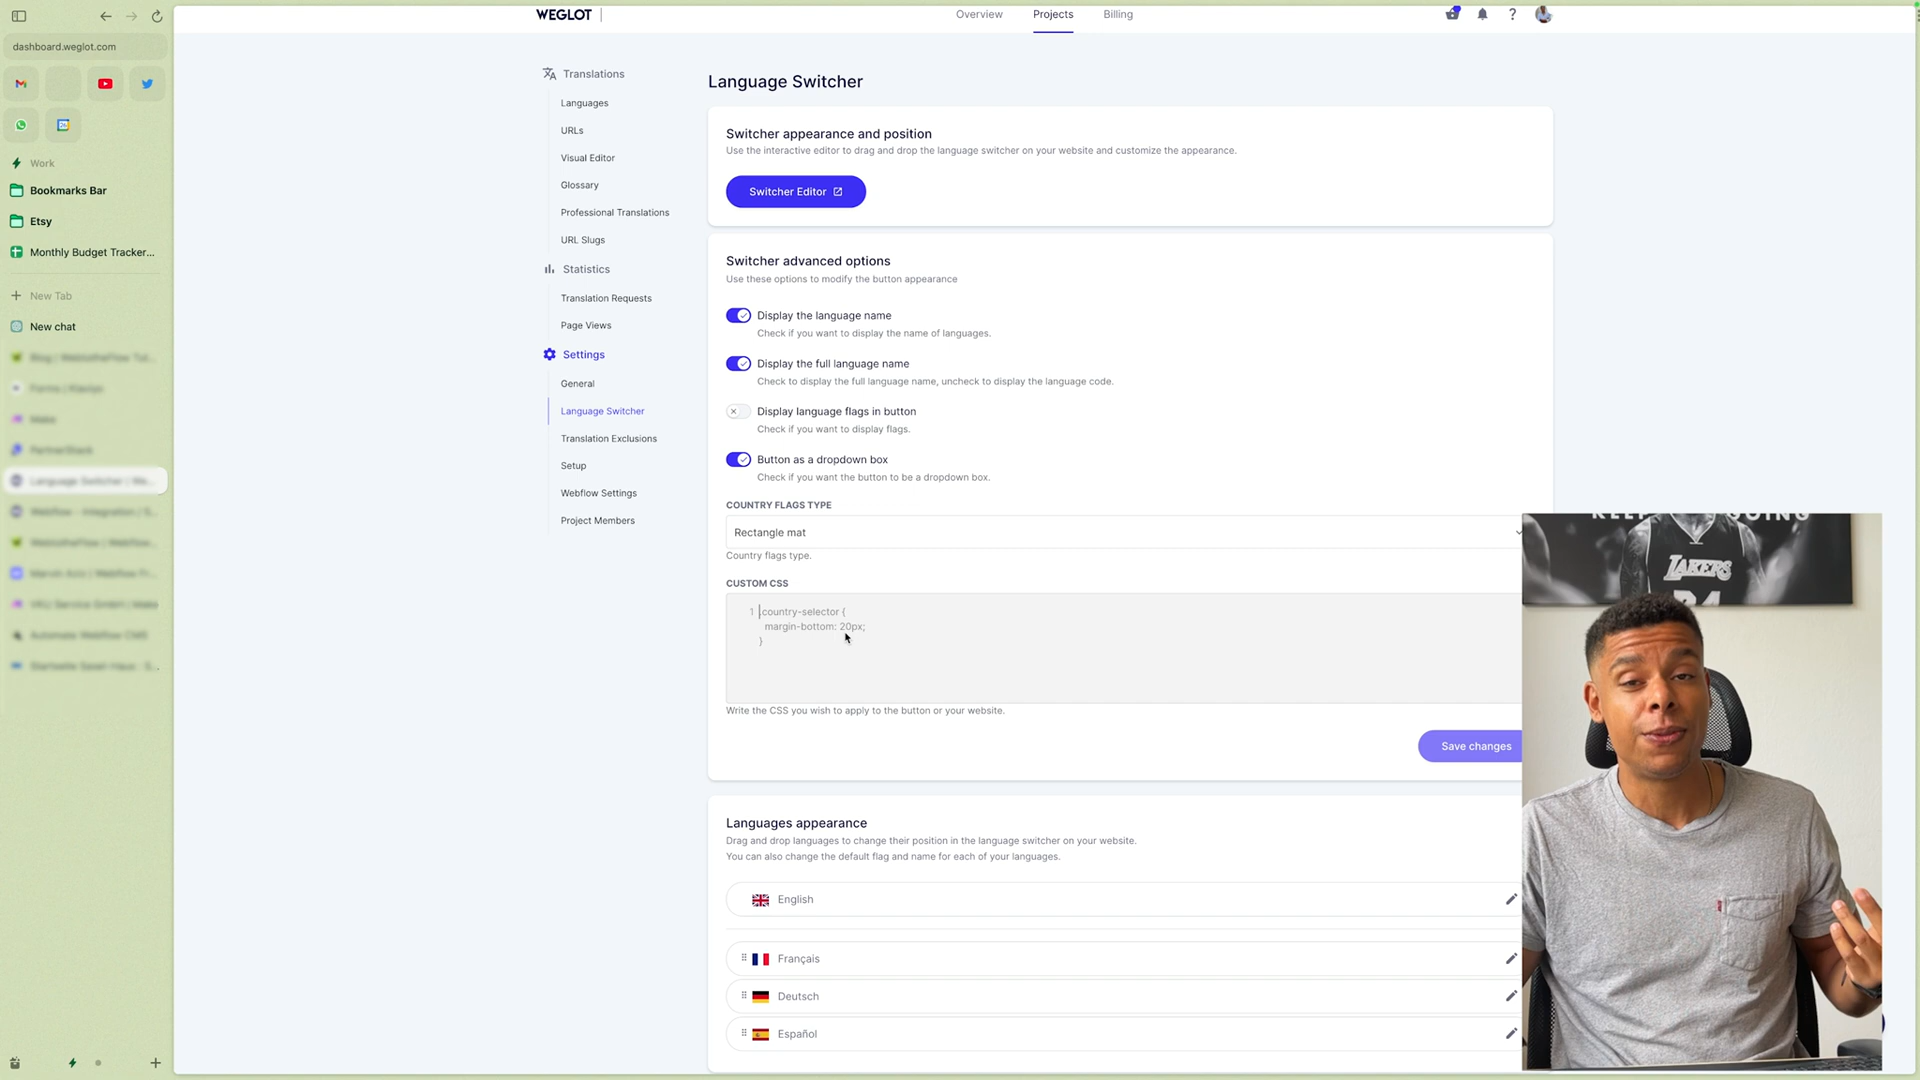 WEGLOT
Overview
Projects
Billing
dashboard.weglot.com
Work
Bookmarks Bar
Etsy
Monthly Budget Tracker...
New Tab
New chat
Language Switcher | We...
Translations
Languages
URLs
Visual Editor
Glossary
Professional Translations
URL Slugs
Statistics
Translation Requests
Page Views
Settings
General
Language Switcher
Translation Exclusions
Setup
Webflow Settings
Project Members
Language Switcher
Switcher appearance and position
Use the interactive editor to drag and drop the language switcher on your website and customize the appearance.
Switcher Editor
Switcher advanced options
Use these options to modify the button appearance
Display the language name
Check if you want to display the name of languages.
Display the full language name
Check to display the full language name, uncheck to display the language code.
Display language flags in button
Check if you want to display flags.
Button as a dropdown box
Check if you want the button to be a dropdown box.
COUNTRY FLAGS TYPE
Rectangle mat
Country flags type.
CUSTOM CSS
1 .country-selector {
margin-bottom: 20px;
}
Write the CSS you wish to apply to the button or your website.
Save changes
Languages appearance
Drag and drop languages to change their position in the language switcher on your website.
You can also change the default flag and name for each of your languages.
English
Français
Deutsch
Español
LAKERS